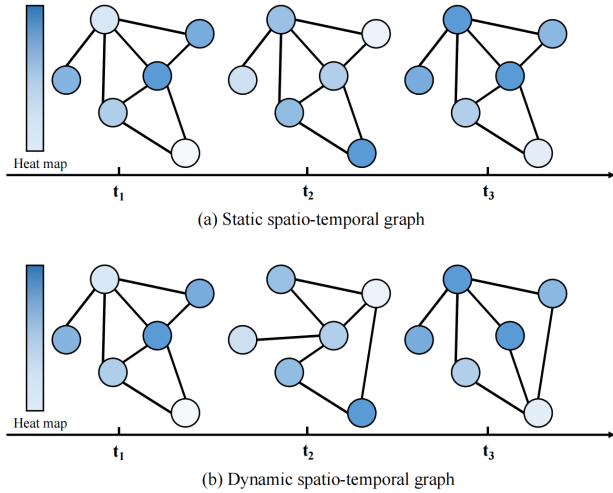 Heat map
t1
t2
t3
(a) Static spatio-temporal graph
Heat map
t1
t2
t3
(b) Dynamic spatio-temporal graph